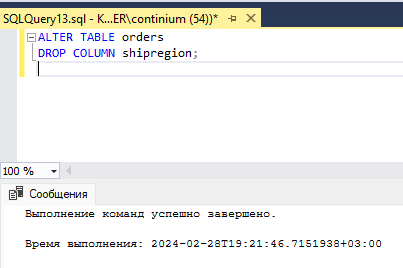 SQLQuery13.sql - K...ER\continium (54))*
ALTER TABLE orders
DROP COLUMN shipregion;
100 %
Сообщения
Выполнение команд успешно завершено.
Время выполнения: 2024-02-28T19:21:46.7151938+03:00